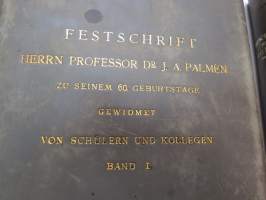 FESTSCHRIFT
HERRN PROFESSOR DR. J. A. PALMÉN
ZU SEINEM 60. GEBURTSTAGE
GEWIDMET
VON SCHÜLERN UND KOLLEGEN
BAND I.